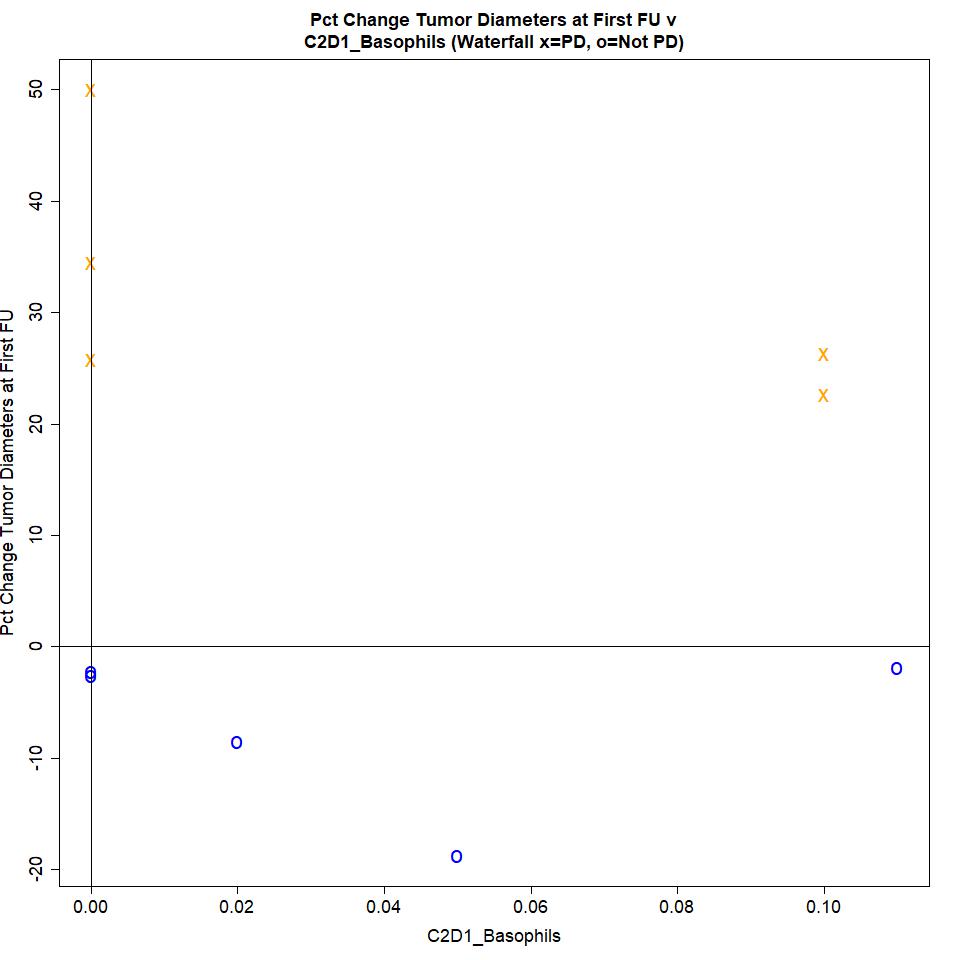 Pct Change Tumor Diameters at First FU v
C2D1_Basophils (Waterfall x=PD, o=Not PD)
Pct Change Tumor Diameters at First FU
50
40
30
20
10
0
-10
-20
X
X
X
X
X
O
O
O
O
O
0.00
0.02
0.04
0.06
0.08
0.10
C2D1_Basophils